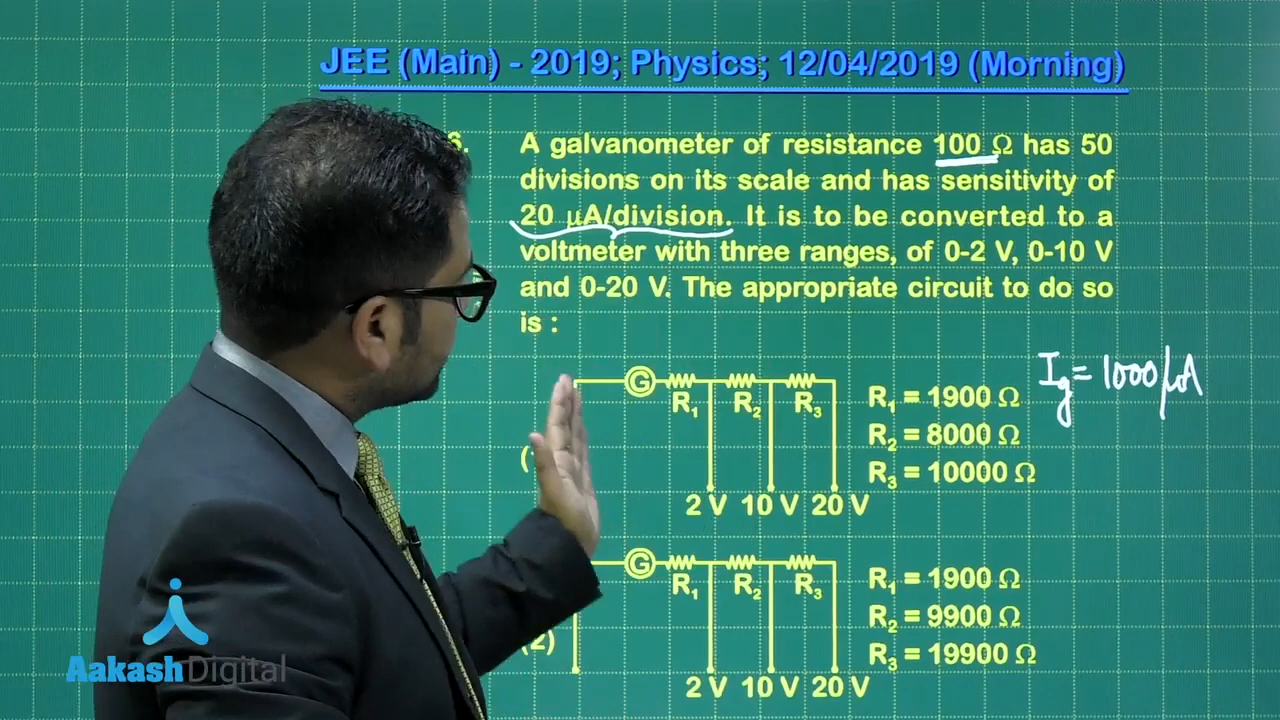 JEE (Main) - 2019; Physics; 12/04/2019 (Morning)
6. A galvanometer of resistance 100 Ω has 50
divisions on its scale and has sensitivity of
20 μA/division. It is to be converted to a
voltmeter with three ranges, of 0-2 V, 0-10 V
and 0-20 V. The appropriate circuit to do so
is :
I_g = 1000 μA
G R₁ R₂ R₃
R₁ = 1900 Ω
R₂ = 8000 Ω
R₃ = 10000 Ω
2 V 10 V 20 V
G R₁ R₂ R₃
R₁ = 1900 Ω
R₂ = 9900 Ω
R₃ = 19900 Ω
(2)
2 V 10 V 20 V
AakashDigital